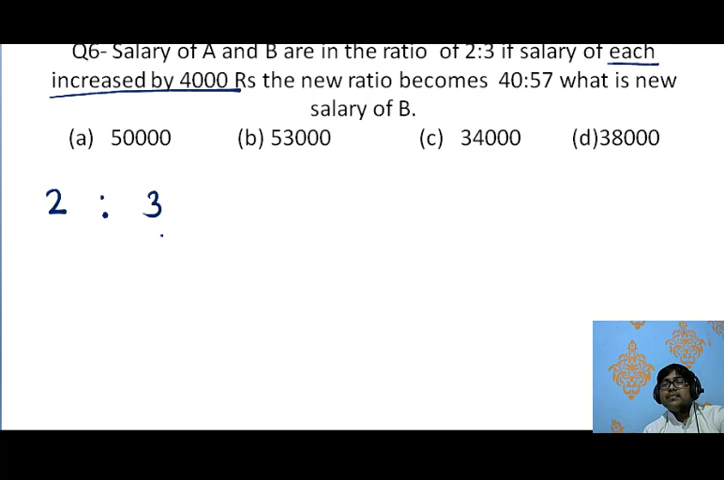 Q6- Salary of A and B are in the ratio of 2:3 if salary of each
increased by 4000 Rs the new ratio becomes 40:57 what is new
salary of B.
(a) 50000 (b) 53000 (c) 34000 (d)38000
2 : 3